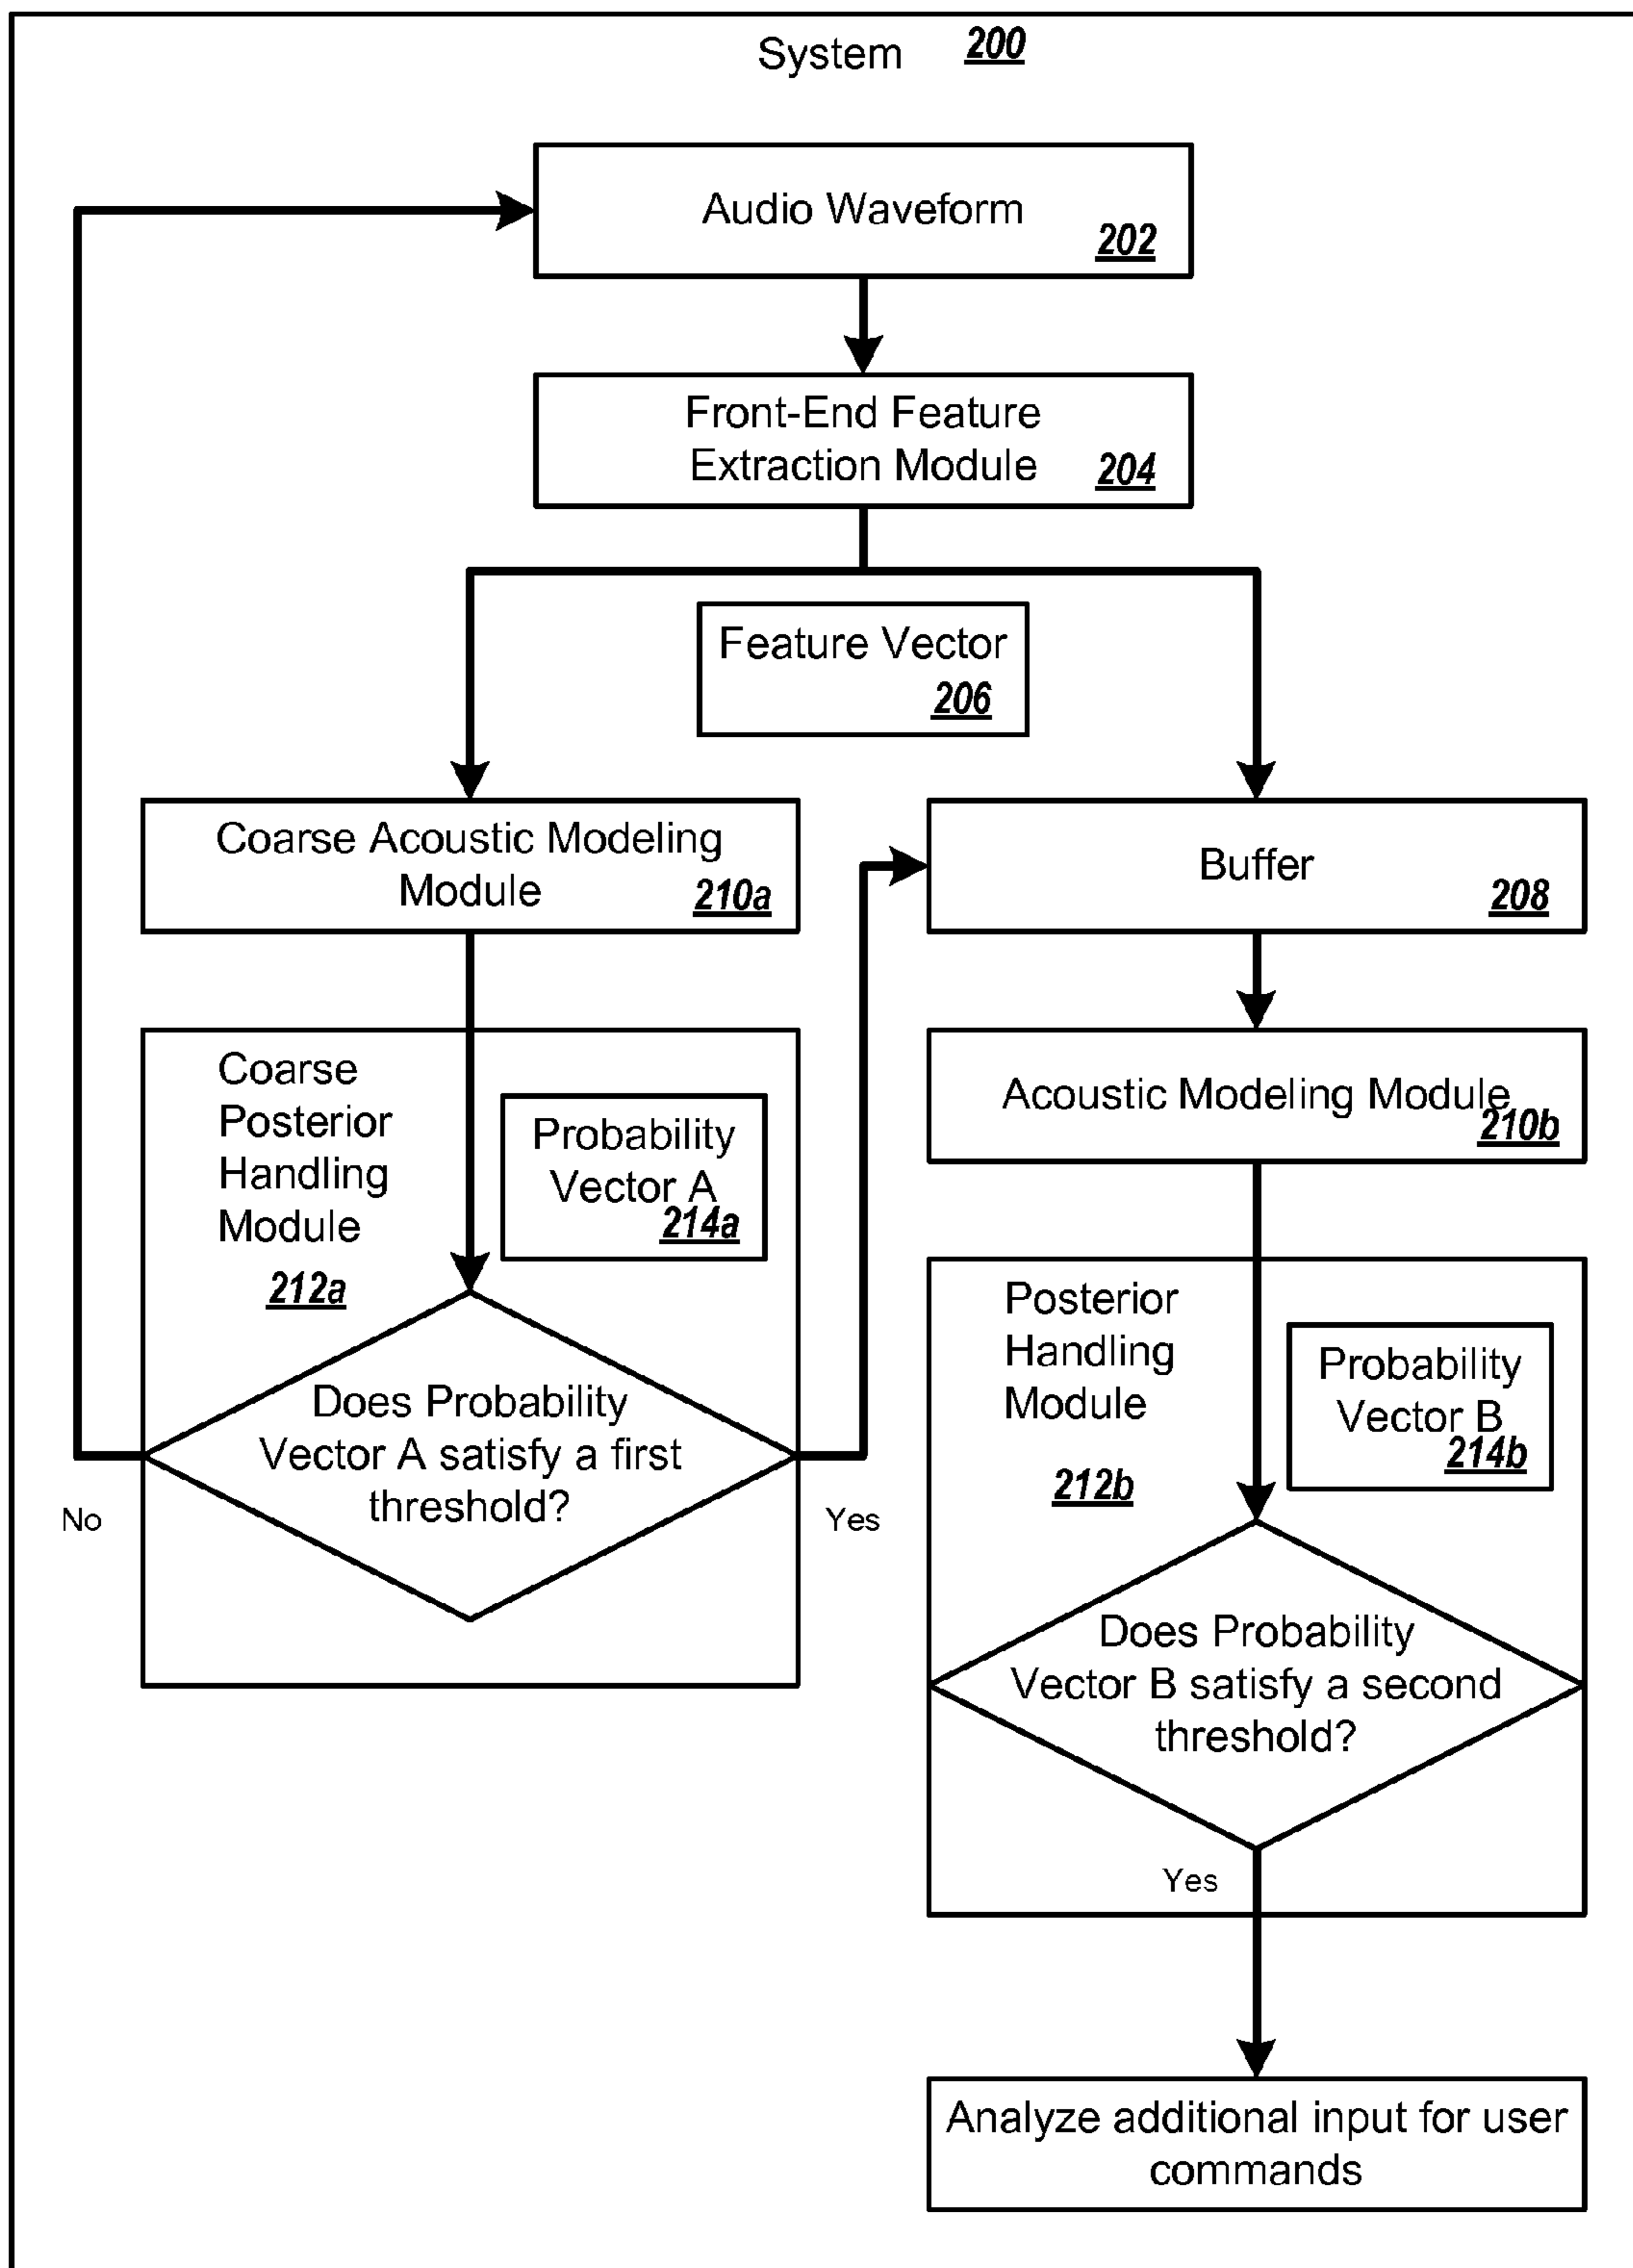 System 200
Audio Waveform
202
Front-End Feature
Extraction Module 204
Feature Vector
206
Coarse Acoustic Modeling
Module 210a
Buffer
208
Coarse
Posterior
Handling
Module
212a
Probability
Vector A
214a
Acoustic Modeling Module
210b
Does Probability
Vector A satisfy a first
threshold?
No
Yes
Posterior
Handling
Module
212b
Probability
Vector B
214b
Does Probability
Vector B satisfy a second
threshold?
Yes
Analyze additional input for user
commands